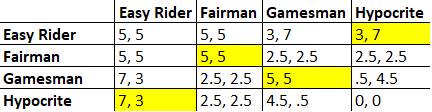 Easy Rider Fairman Gamesman Hypocrite
Easy Rider 5, 5 5, 5 3, 7 3, 7
Fairman 5, 5 5, 5 2.5, 2.5 2.5, 2.5
Gamesman 7, 3 2.5, 2.5 5, 5 .5, 4.5
Hypocrite 7, 3 2.5, 2.5 4.5, .5 0, 0